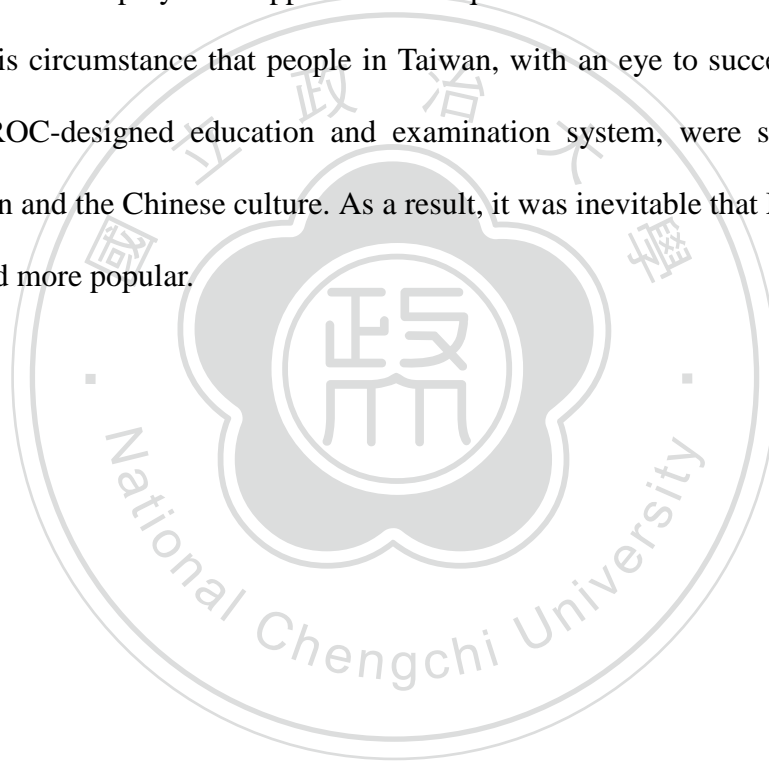 is circumstance that people in Taiwan, with an eye to succe
ROC-designed education and examination system, were s
n and the Chinese culture. As a result, it was inevitable that
d more popular.
國立政治大學
政
National Chengchi University